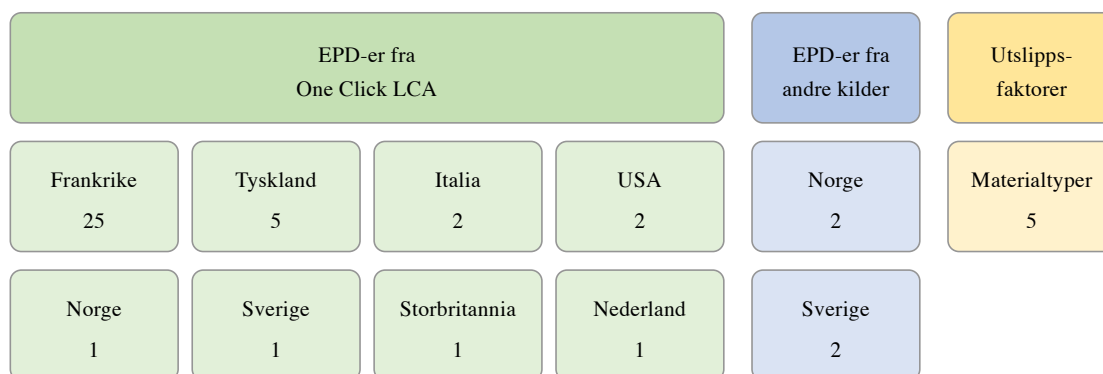 EPD-er fra
One Click LCA
EPD-er fra
andre kilder
Utslipps-
faktorer
Frankrike
25
Tyskland
5
Italia
2
USA
2
Norge
2
Materialtyper
5
Norge
1
Sverige
1
Storbritannia
1
Nederland
1
Sverige
2